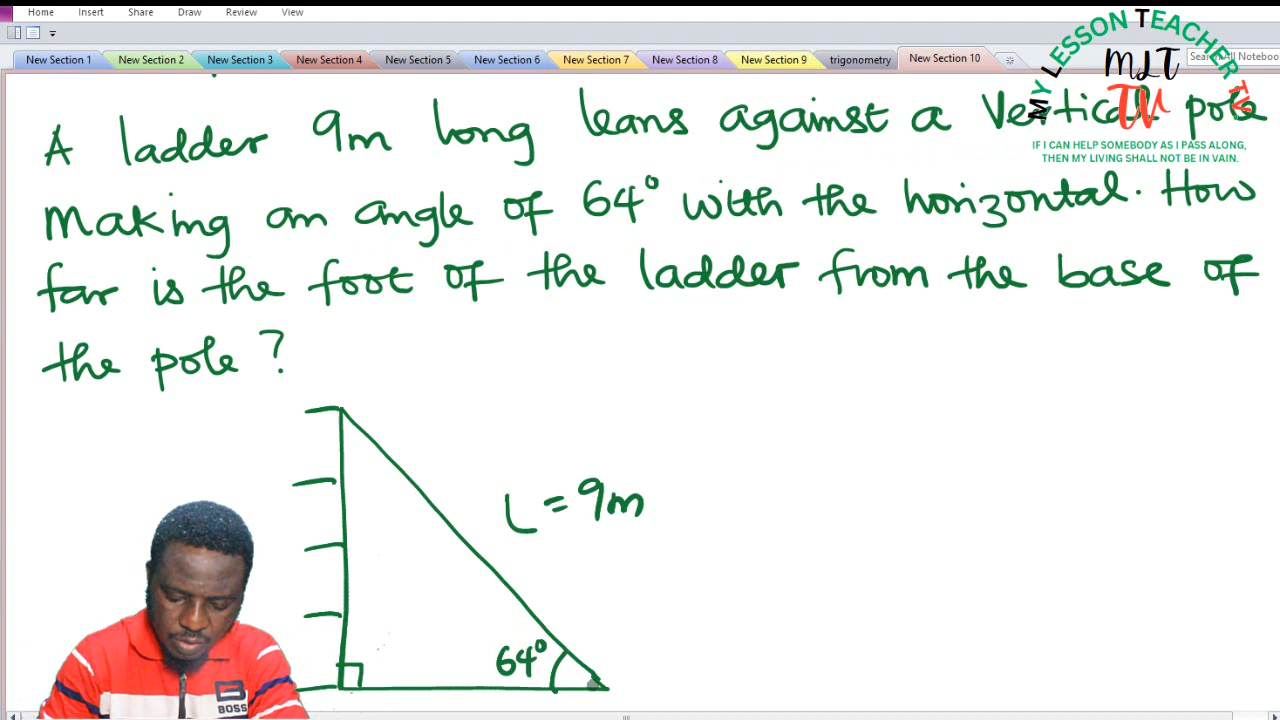 Home Insert Share Draw Review View
New Section 1 New Section 2 New Section 3 New Section 4 New Section 5 New Section 6 New Section 7 New Section 8 New Section 9 trigonometry New Section 10
MY LESSON TEACHER TV
MLT
TV
IF I CAN HELP SOMEBODY AS I PASS ALONG,
THEN MY LIVING SHALL NOT BE IN VAIN.
A ladder 9m long leans against a vertical pole
making an angle of 64° with the horizontal. How
far is the foot of the ladder from the base of
the pole?
L = 9m
64°
BOSS